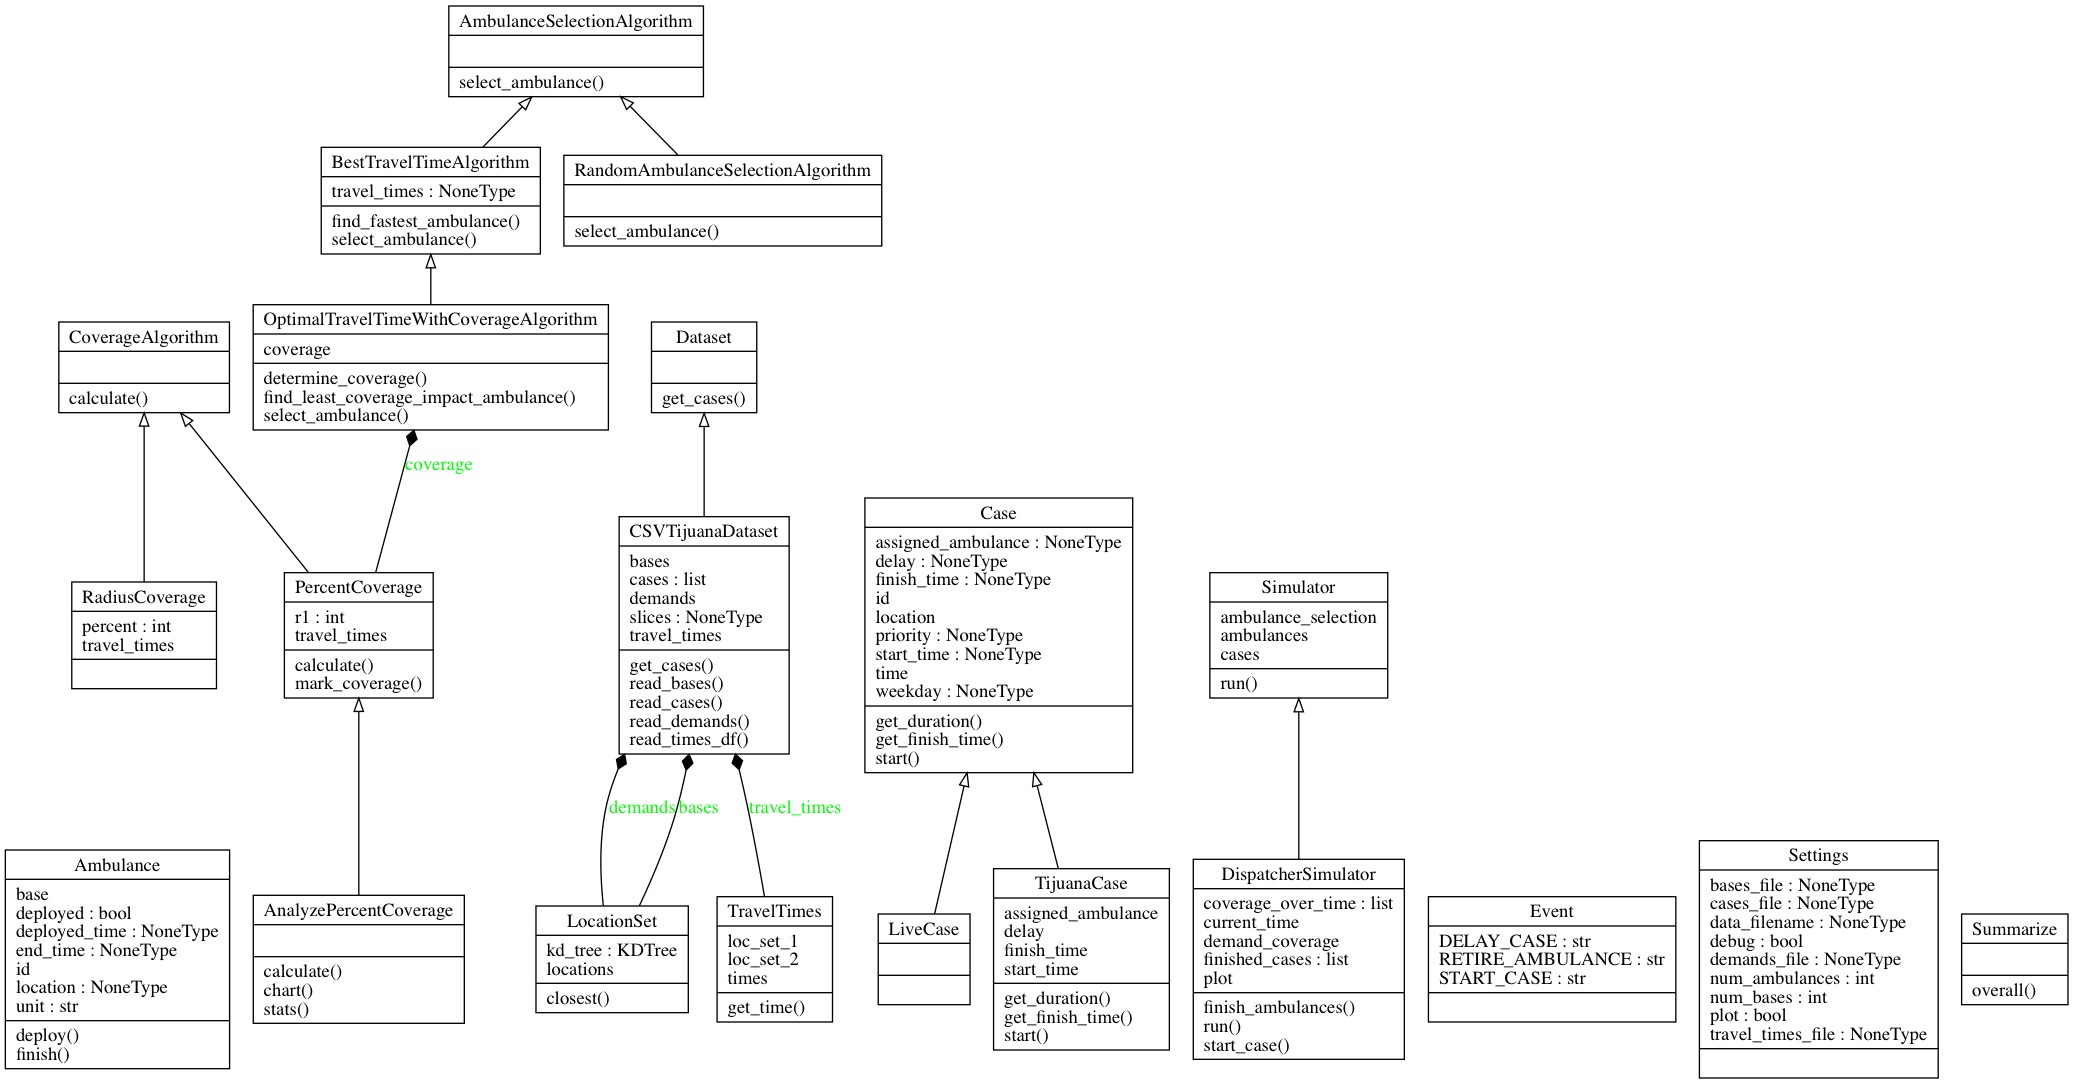 AmbulanceSelectionAlgorithm
select_ambulance()
BestTravelTimeAlgorithm
travel_times : NoneType
find_fastest_ambulance()
select_ambulance()
RandomAmbulanceSelectionAlgorithm
select_ambulance()
CoverageAlgorithm
calculate()
OptimalTravelTimeWithCoverageAlgorithm
coverage
determine_coverage()
find_least_coverage_impact_ambulance()
select_ambulance()
Dataset
get_cases()
coverage
RadiusCoverage
percent : int
travel_times
PercentCoverage
r1 : int
travel_times
calculate()
mark_coverage()
CSVTijuanaDataset
bases
cases : list
demands
slices : NoneType
travel_times
get_cases()
read_bases()
read_cases()
read_demands()
read_times_df()
Case
assigned_ambulance : NoneType
delay : NoneType
finish_time : NoneType
id
location
priority : NoneType
start_time : NoneType
time
weekday : NoneType
get_duration()
get_finish_time()
start()
Simulator
ambulance_selection
ambulances
cases
run()
demands
bases
travel_times
Ambulance
base
deployed : bool
deployed_time : NoneType
end_time : NoneType
id
location : NoneType
unit : str
deploy()
finish()
AnalyzePercentCoverage
calculate()
chart()
stats()
LocationSet
kd_tree : KDTree
locations
closest()
TravelTimes
loc_set_1
loc_set_2
times
get_time()
LiveCase
TijuanaCase
assigned_ambulance
delay
finish_time
start_time
get_duration()
get_finish_time()
start()
DispatcherSimulator
coverage_over_time : list
current_time
demand_coverage
finished_cases : list
plot
finish_ambulances()
run()
start_case()
Event
DELAY_CASE : str
RETIRE_AMBULANCE : str
START_CASE : str
Settings
bases_file : NoneType
cases_file : NoneType
data_filename : NoneType
debug : bool
demands_file : NoneType
num_ambulances : int
num_bases : int
plot : bool
travel_times_file : NoneType
Summarize
overall()